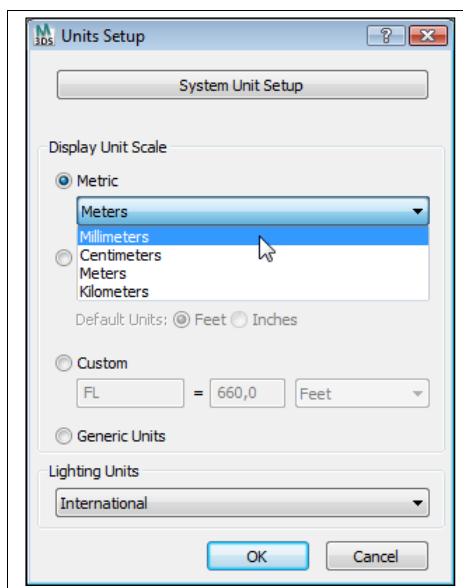 M
3DS Units Setup
System Unit Setup
Display Unit Scale
Metric
Meters
Millimeters
Centimeters
Meters
Kilometers
Default Units: Feet Inches
Custom
FL = 660,0 Feet
Generic Units
Lighting Units
International
OK Cancel